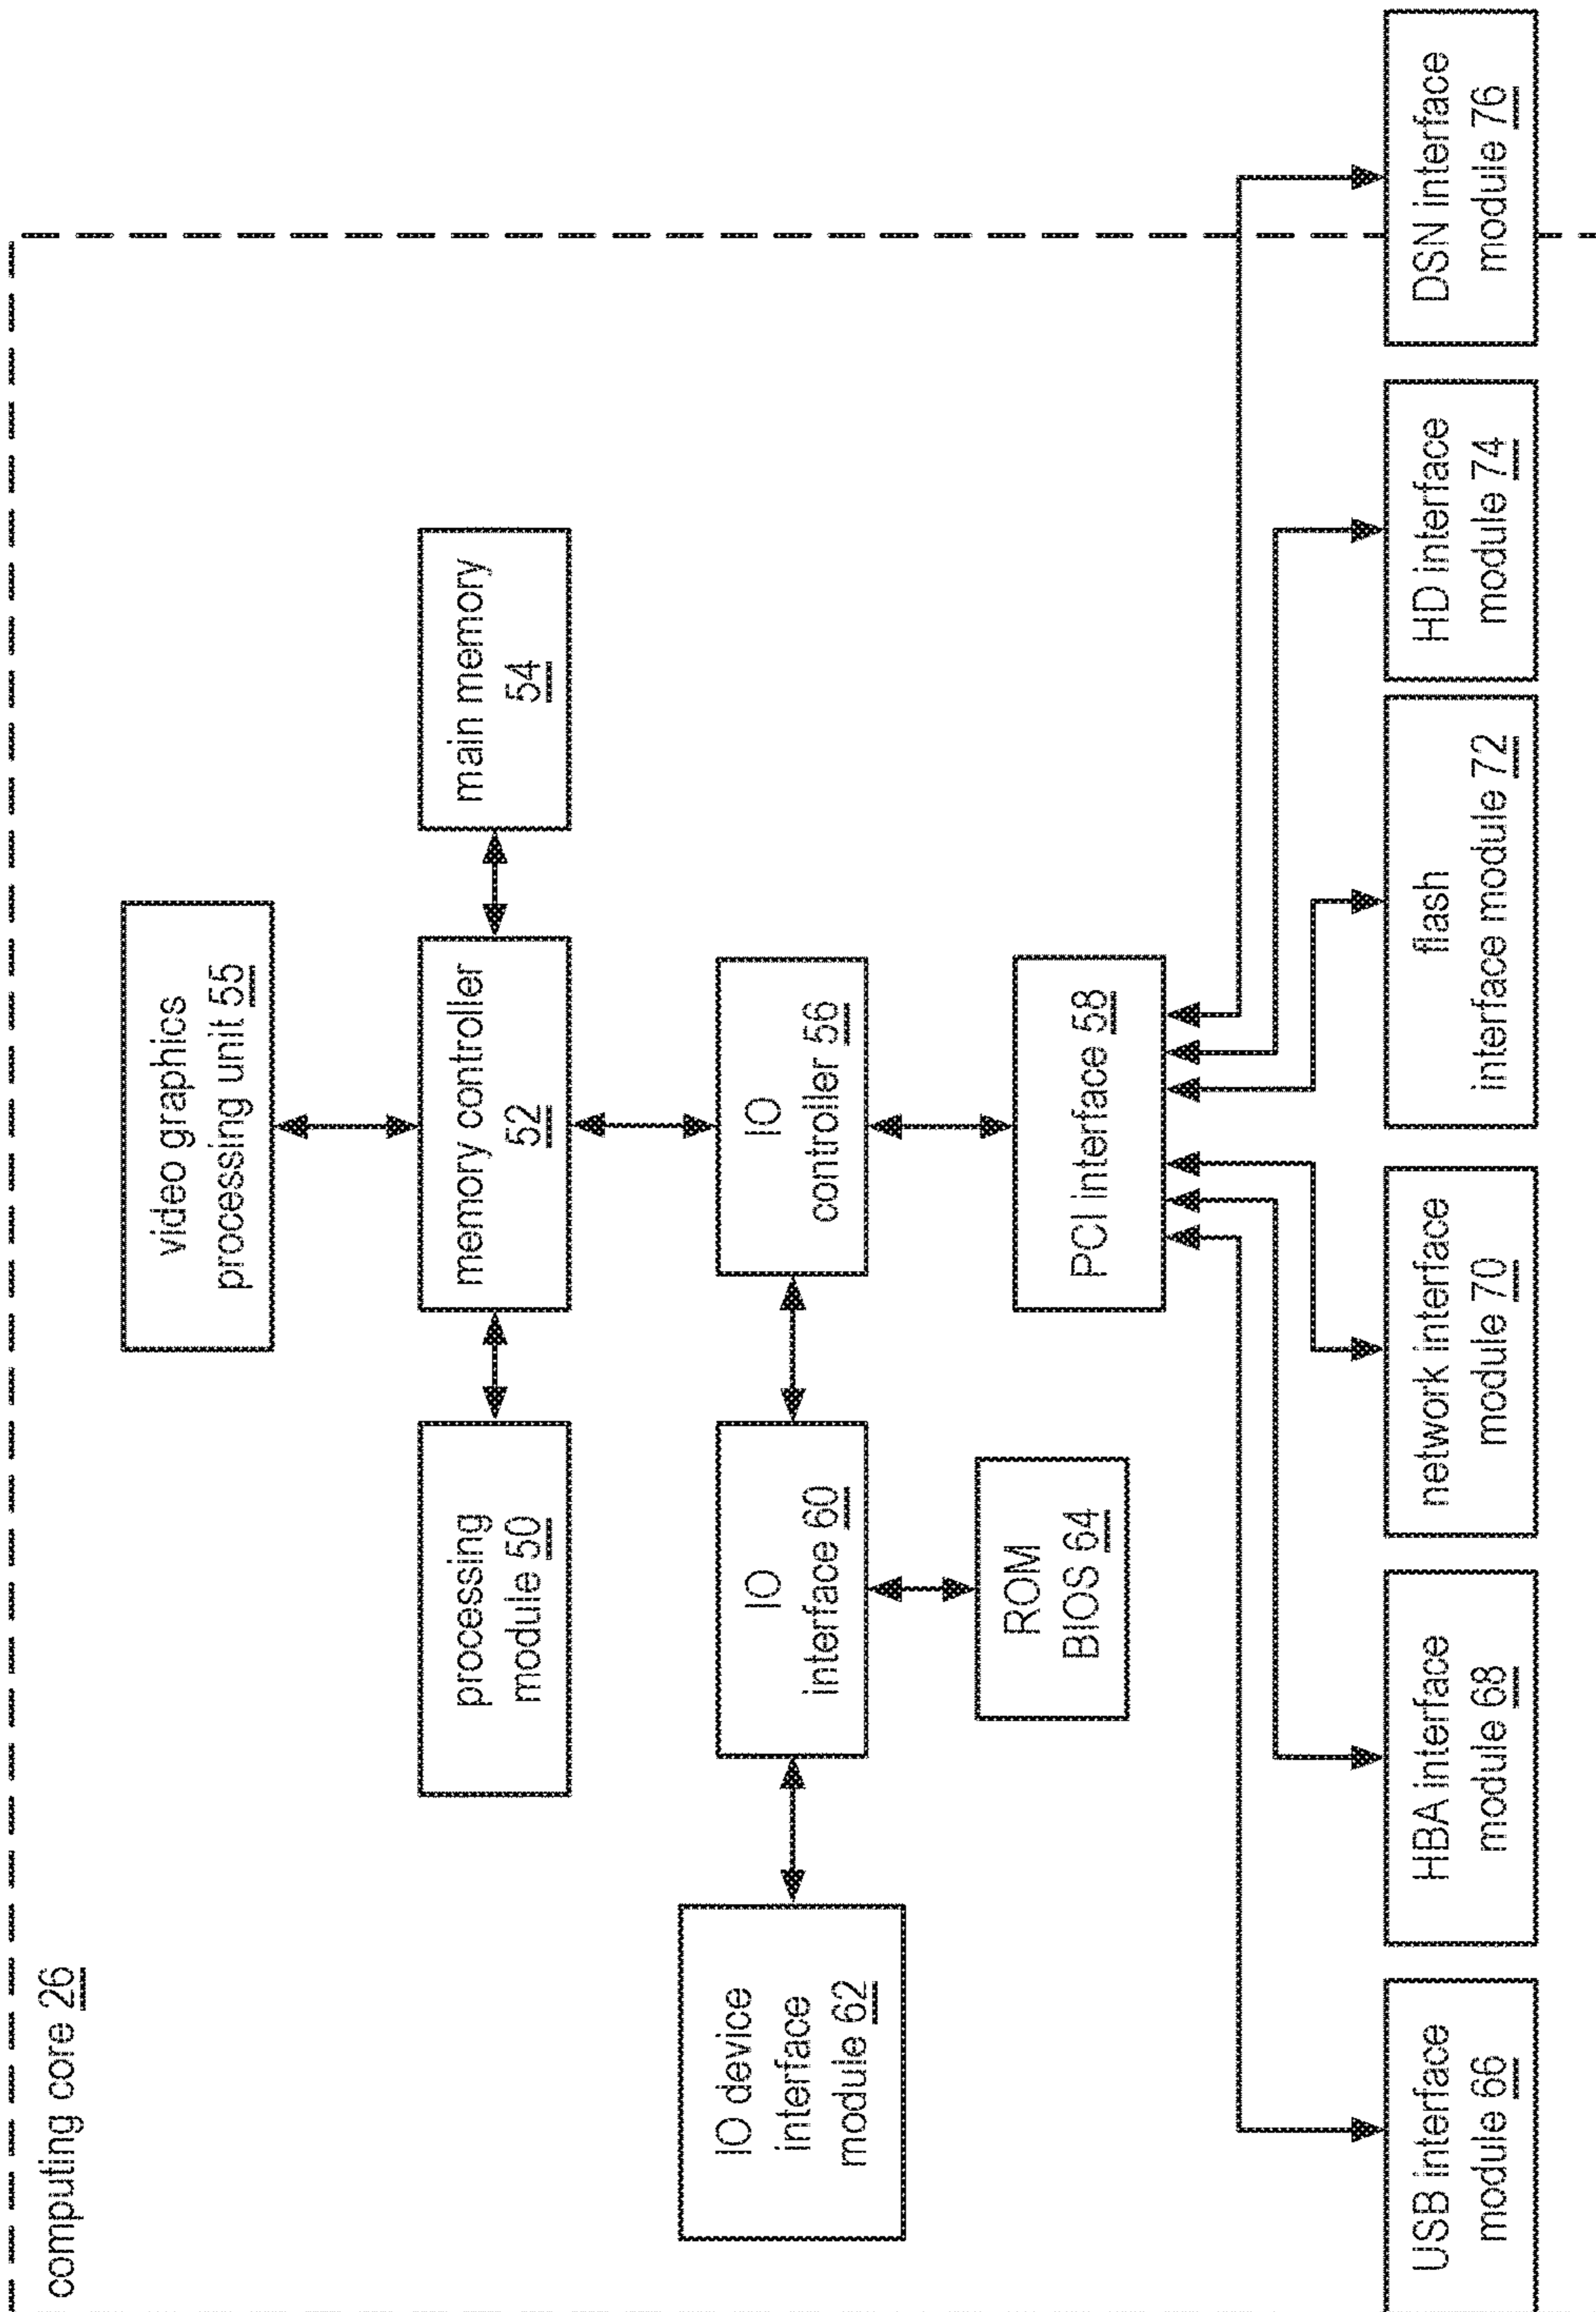 computing core 26
video graphics
processing unit 55
processing
module 50
memory controller
52
main memory
54
IO device
interface
module 62
IO
interface 60
IO
controller 56
ROM
BIOS 64
PCI interface 58
USB interface
module 66
HBA interface
module 68
network interface
module 70
flash
interface module 72
HD interface
module 74
DSN interface
module 76